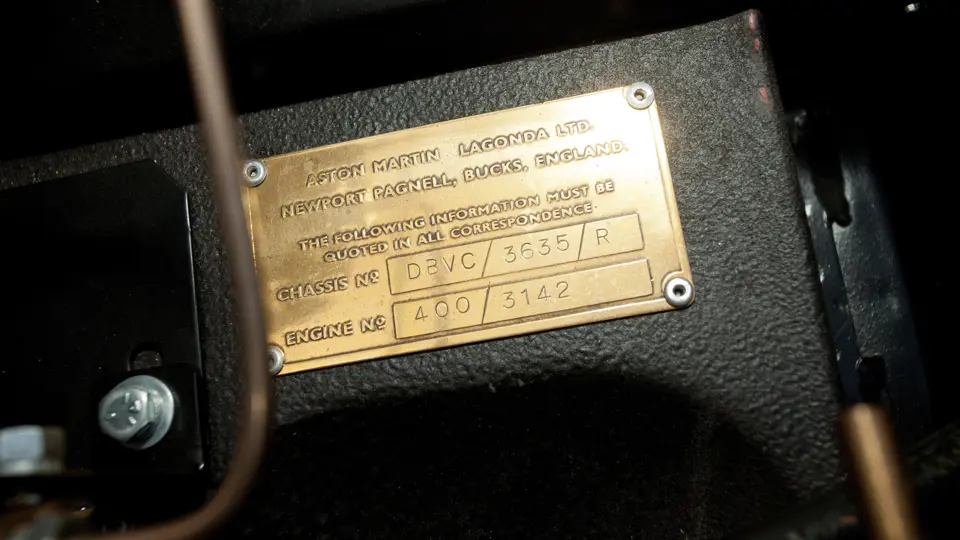 ASTON MARTIN LAGONDA LTD.
NEWPORT PAGNELL, BUCKS, ENGLAND.
THE FOLLOWING INFORMATION MUST BE
QUOTED IN ALL CORRESPONDENCE.
CHASSIS Nº DBVC/3635/R
ENGINE Nº 400/3142